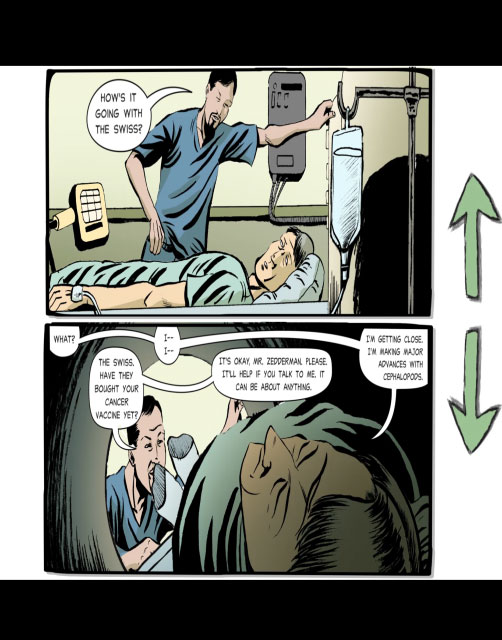 HOW'S IT
GOING WITH
THE SWISS?
WHAT?
THE SWISS.
HAVE THEY
BOUGHT YOUR
CANCER
VACCINE YET?
I--
I--
IT'S OKAY, MR. ZEDDERMAN, PLEASE.
IT'LL HELP IF YOU TALK TO ME. IT
CAN BE ABOUT ANYTHING.
I'M GETTING CLOSE.
I'M MAKING MAJOR
ADVANCES WITH
CEPHALOPODS.